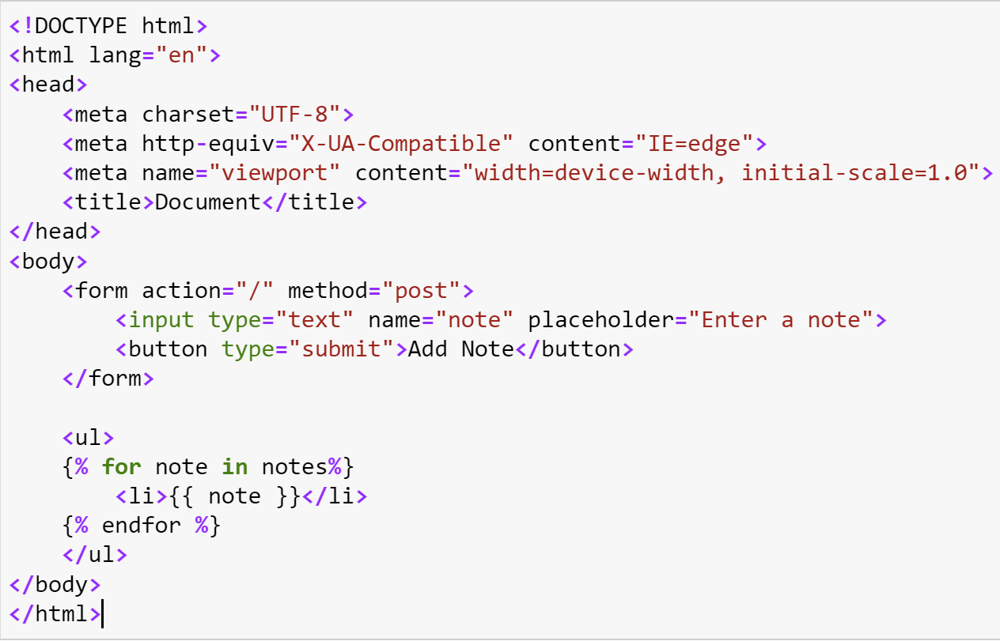 <!DOCTYPE html>
<html lang="en">
<head>
    <meta charset="UTF-8">
    <meta http-equiv="X-UA-Compatible" content="IE=edge">
    <meta name="viewport" content="width=device-width, initial-scale=1.0">
    <title>Document</title>
</head>
<body>
    <form action="/" method="post">
        <input type="text" name="note" placeholder="Enter a note">
        <button type="submit">Add Note</button>
    </form>

    <ul>
    {% for note in notes%}
        <li>{{ note }}</li>
    {% endfor %}
    </ul>
</body>
</html>